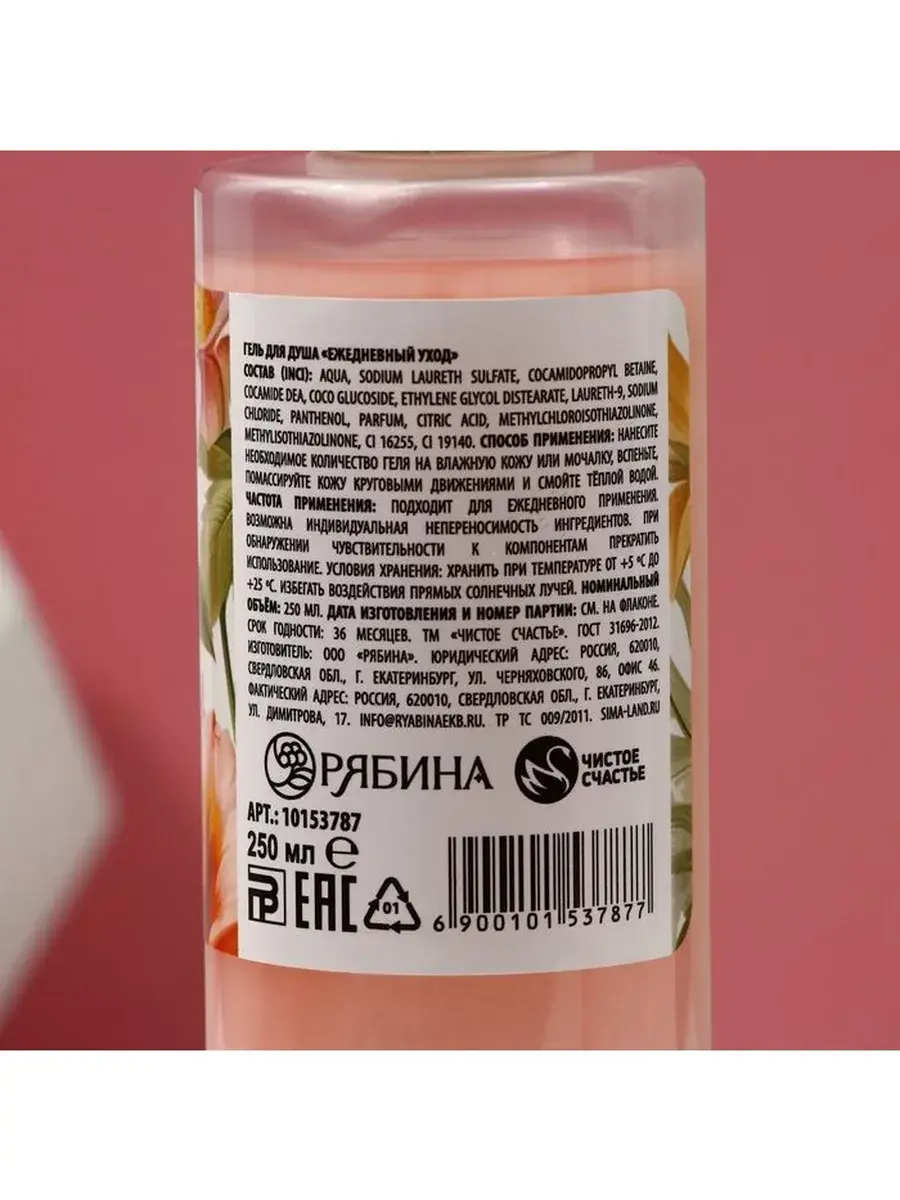 ГЕЛЬ ДЛЯ ДУША «ЕЖЕДНЕВНЫЙ УХОД»
СОСТАВ (INCI): AQUA, SODIUM LAURETH SULFATE, COCAMIDOPROPYL BETAINE,
COCAMIDE DEA, COCO GLUCOSIDE, ETHYLENE GLYCOL DISTEARATE, LAURETH-9, SODIUM
CHLORIDE, PANTHENOL, PARFUM, CITRIC ACID, METHYLCHLOROISOTHIAZOLINONE,
METHYLISOTHIAZOLINONE, CI 16255, CI 19140. СПОСОБ ПРИМЕНЕНИЯ: НАНЕСИТЕ
НЕОБХОДИМОЕ КОЛИЧЕСТВО ГЕЛЯ НА ВЛАЖНУЮ КОЖУ ИЛИ МОЧАЛКУ, ВСПЕНЬТЕ,
ПОМАССИРУЙТЕ КОЖУ КРУГОВЫМИ ДВИЖЕНИЯМИ И СМОЙТЕ ТЁПЛОЙ ВОДОЙ.
ЧАСТОТА ПРИМЕНЕНИЯ: ПОДХОДИТ ДЛЯ ЕЖЕДНЕВНОГО ПРИМЕНЕНИЯ.
ВОЗМОЖНА ИНДИВИДУАЛЬНАЯ НЕПЕРЕНОСИМОСТЬ ИНГРЕДИЕНТОВ. ПРИ
ОБНАРУЖЕНИИ ЧУВСТВИТЕЛЬНОСТИ К КОМПОНЕНТАМ ПРЕКРАТИТЬ
ИСПОЛЬЗОВАНИЕ. УСЛОВИЯ ХРАНЕНИЯ: ХРАНИТЬ ПРИ ТЕМПЕРАТУРЕ ОТ +5 °C ДО
+25 °C. ИЗБЕГАТЬ ВОЗДЕЙСТВИЯ ПРЯМЫХ СОЛНЕЧНЫХ ЛУЧЕЙ. НОМИНАЛЬНЫЙ
ОБЪЁМ: 250 МЛ. ДАТА ИЗГОТОВЛЕНИЯ И НОМЕР ПАРТИИ: СМ. НА ФЛАКОНЕ.
СРОК ГОДНОСТИ: 36 МЕСЯЦЕВ. ТМ «ЧИСТОЕ СЧАСТЬЕ». ГОСТ 31696-2012.
ИЗГОТОВИТЕЛЬ: ООО «РЯБИНА». ЮРИДИЧЕСКИЙ АДРЕС: РОССИЯ, 620010,
СВЕРДЛОВСКАЯ ОБЛ., Г. ЕКАТЕРИНБУРГ, УЛ. ЧЕРНЯХОВСКОГО, 86, ОФИС 46.
ФАКТИЧЕСКИЙ АДРЕС: РОССИЯ, 620010, СВЕРДЛОВСКАЯ ОБЛ., Г. ЕКАТЕРИНБУРГ,
УЛ. ДИМИТРОВА, 17. INFO@RYABINAEKB.RU. ТР ТС 009/2011. SIMA-LAND.RU
РЯБИНА
ЧИСТОЕ
СЧАСТЬЕ
АРТ.: 10153787
250 МЛ e
EAC
01
6 900101 537877